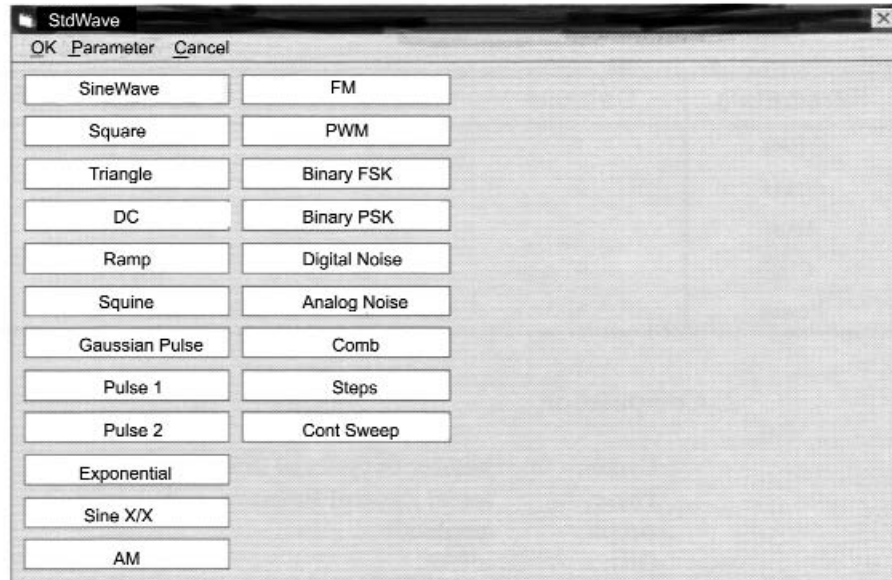 StdWave
OK Parameter Cancel
SineWave
Square
Triangle
DC
Ramp
Squine
Gaussian Pulse
Pulse 1
Pulse 2
Exponential
Sine X/X
AM
FM
PWM
Binary FSK
Binary PSK
Digital Noise
Analog Noise
Comb
Steps
Cont Sweep